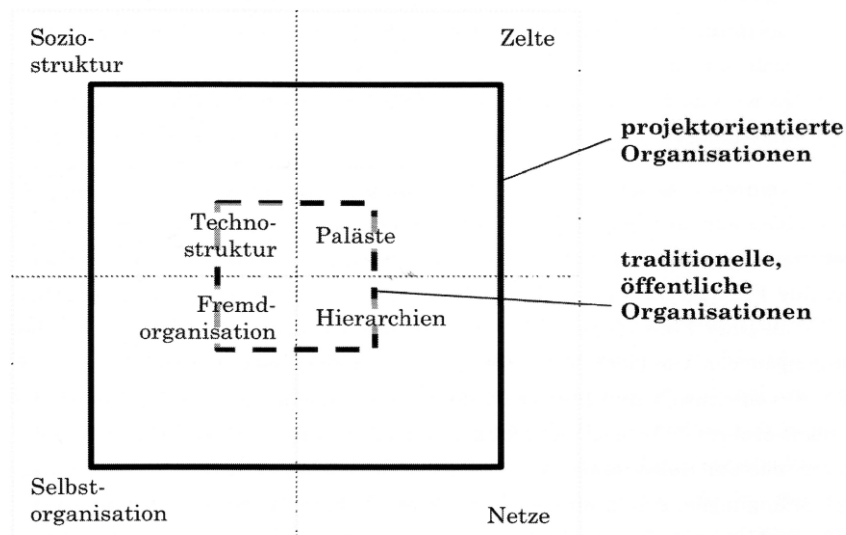 Sozio-
struktur
Zelte
projektorientierte
Organisationen
Techno-
struktur
Paläste
traditionelle,
öffentliche
Organisationen
Fremd-
organisation
Hierarchien
Selbst-
organisation
Netze